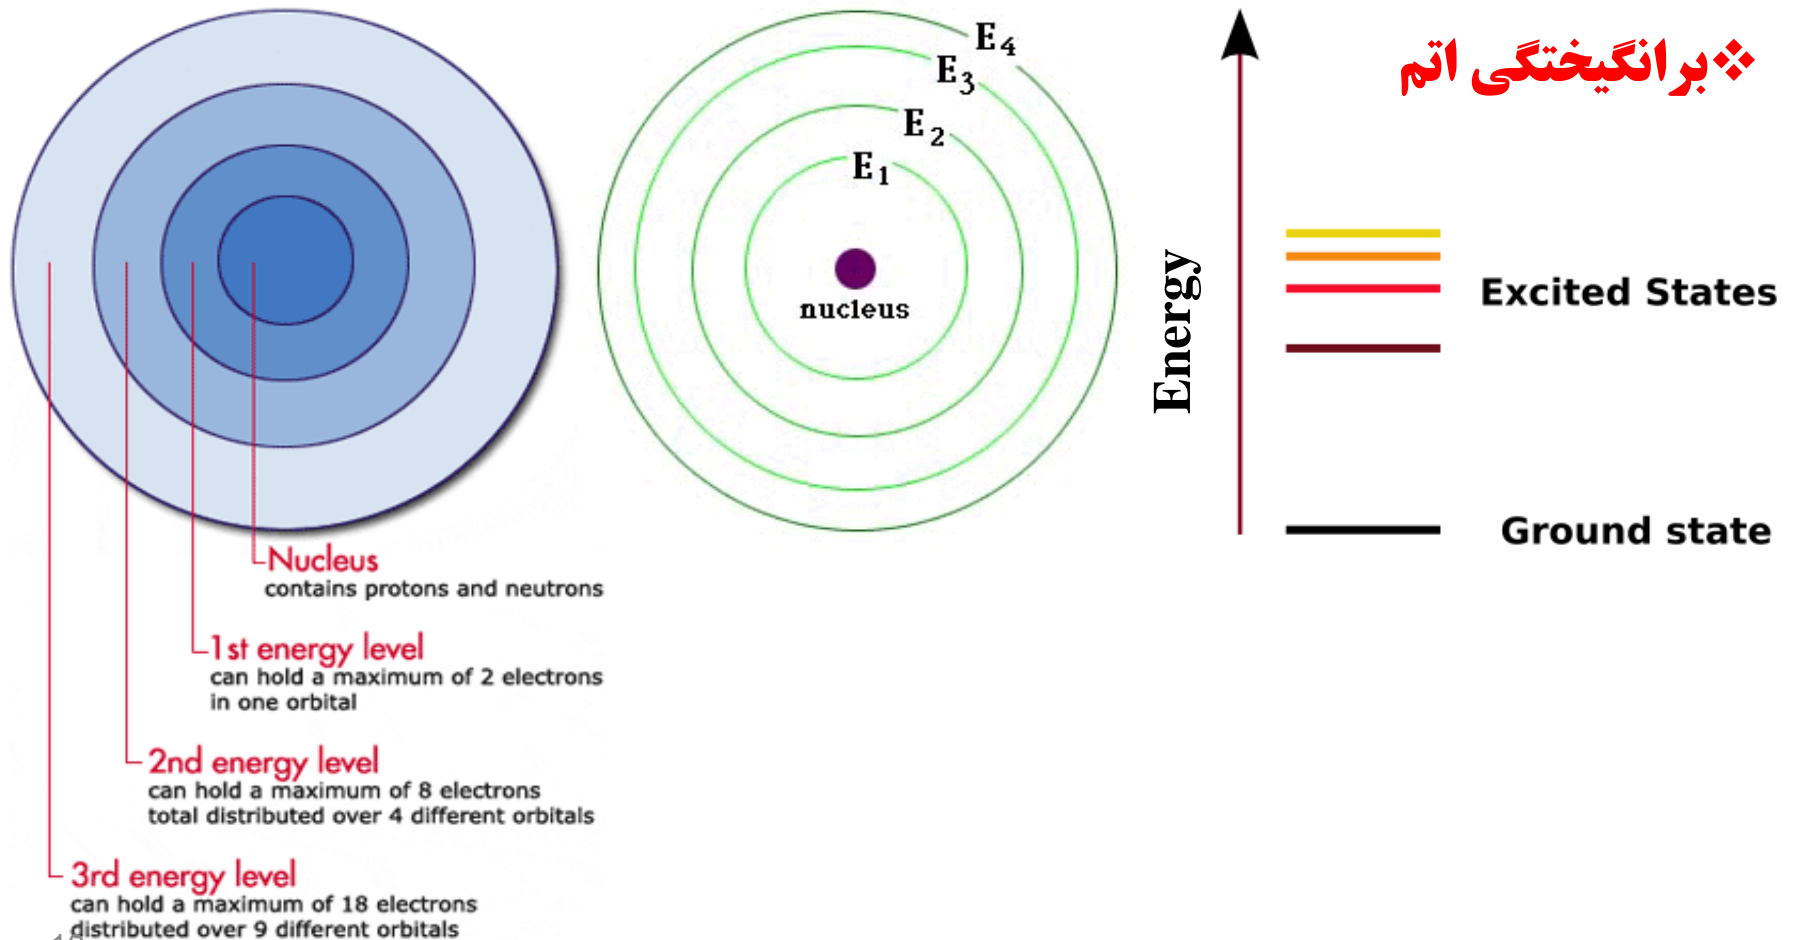 ❖برانگیختگی اتم
E4
E3
E2
E1
nucleus
Energy
Excited States
Ground state
Nucleus
contains protons and neutrons
1st energy level
can hold a maximum of 2 electrons
in one orbital
2nd energy level
can hold a maximum of 8 electrons
total distributed over 4 different orbitals
3rd energy level
can hold a maximum of 18 electrons
distributed over 9 different orbitals